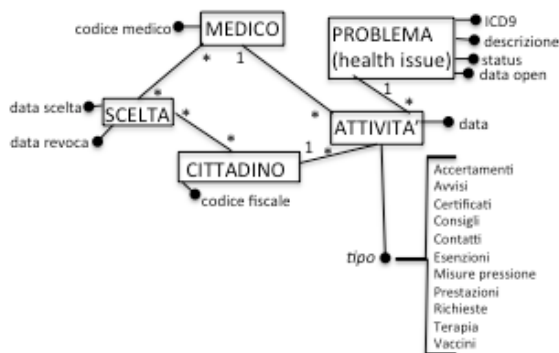 codice medico
MEDICO
PROBLEMA
(health issue)
ICD9
descrizione
status
data open
*
1
1
*
data scelta
SCELTA
data revoca
*
*
*
*
ATTIVITA'
data
CITTADINO
1
*
codice fiscale
tipo
Accertamenti
Avvisi
Certificati
Consigli
Contatti
Esenzioni
Misure pressione
Prestazioni
Richieste
Terapia
Vaccini